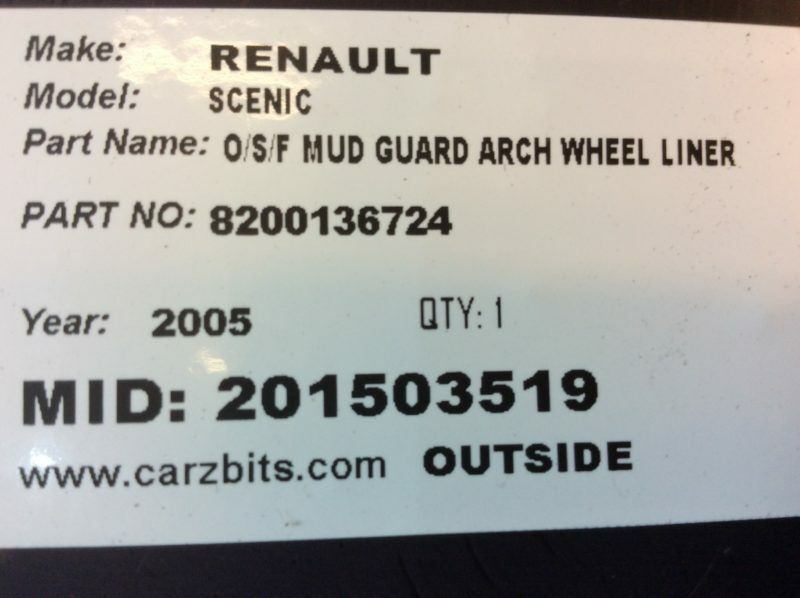 Make: RENAULT
Model: SCENIC
Part Name: O/S/F MUD GUARD ARCH WHEEL LINER
PART NO: 8200136724
Year: 2005 QTY: 1
MID: 201503519
www.carzbits.com OUTSIDE